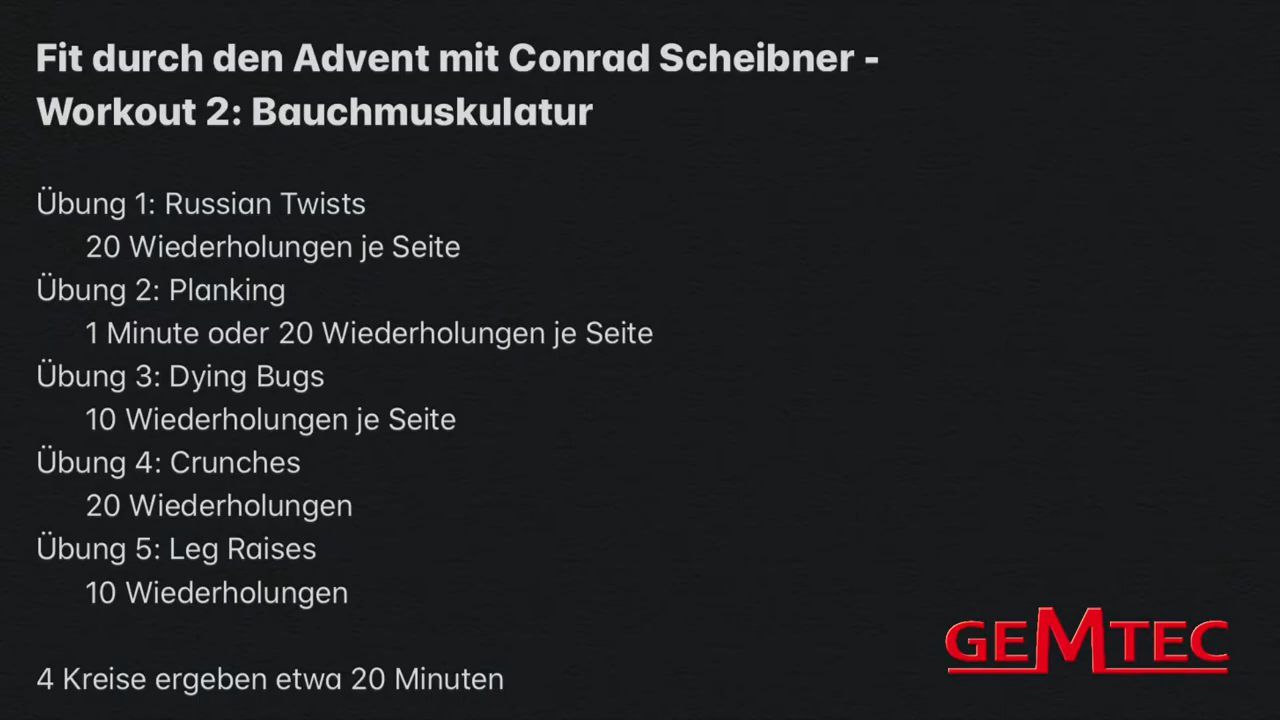 Fit durch den Advent mit Conrad Scheibner -
Workout 2: Bauchmuskulatur
Übung 1: Russian Twists
20 Wiederholungen je Seite
Übung 2: Planking
1 Minute oder 20 Wiederholungen je Seite
Übung 3: Dying Bugs
10 Wiederholungen je Seite
Übung 4: Crunches
20 Wiederholungen
Übung 5: Leg Raises
10 Wiederholungen
4 Kreise ergeben etwa 20 Minuten
GEMTEC